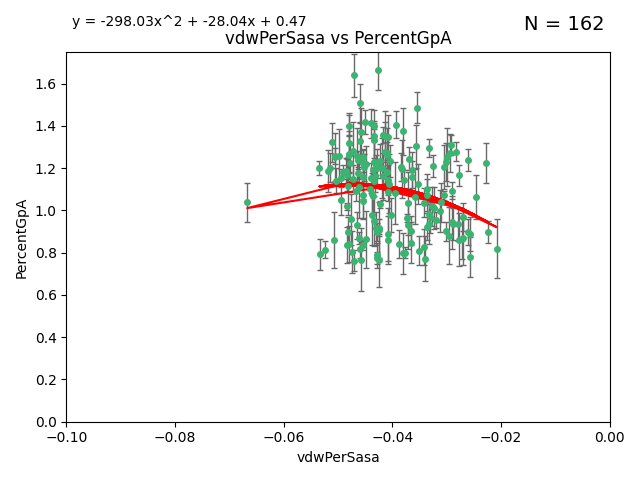 y = -298.03x^2 + -28.04x + 0.47
N = 162
vdwPerSasa vs PercentGpA
PercentGpA
1.6
1.4
1.2
1.0
0.8
0.6
0.4
0.2
0.0
−0.10 −0.08 −0.06 −0.04 −0.02 0.00
vdwPerSasa